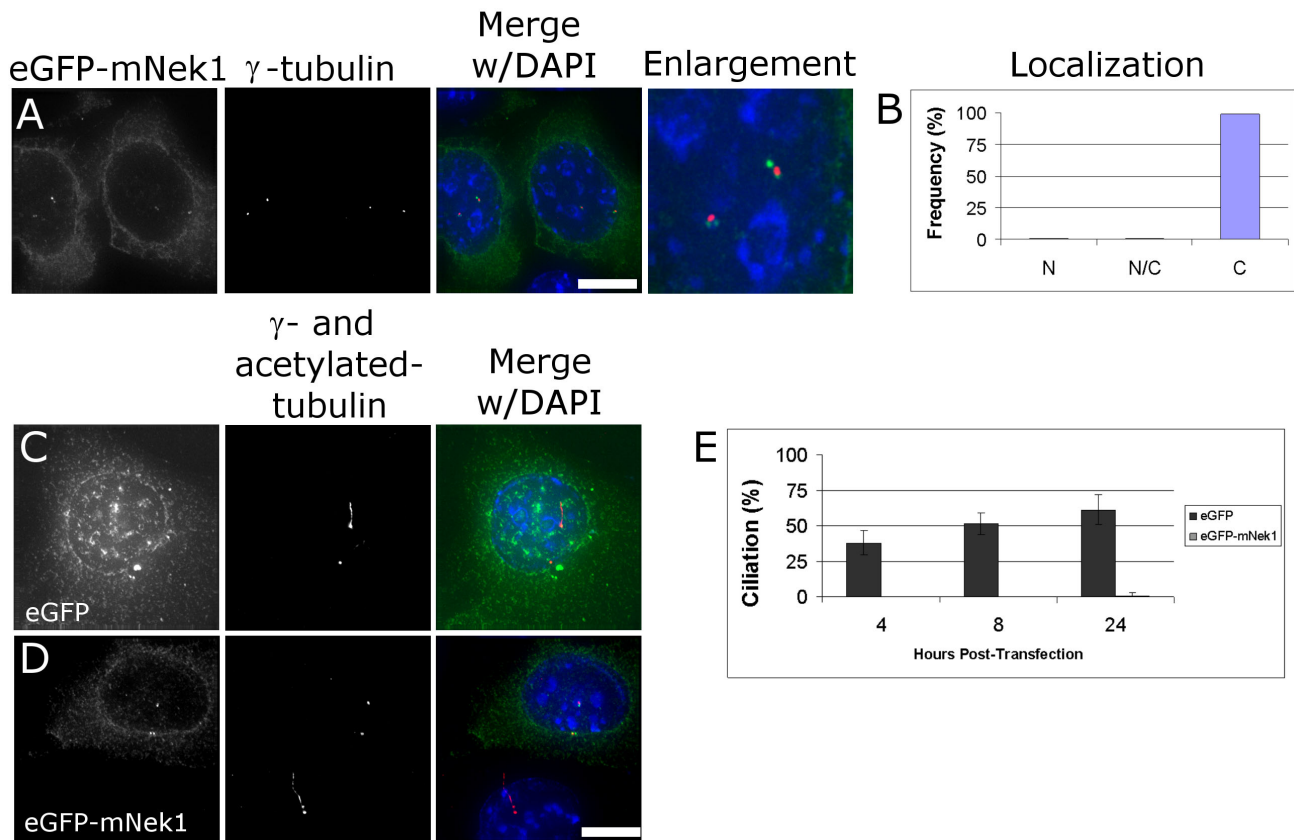 eGFP-mNek1
γ-tubulin
Merge
w/DAPI
Enlargement
Localization
A
B
Frequency (%)
100
75
50
25
0
N
N/C
C
γ- and
acetylated-
tubulin
Merge
w/DAPI
C
eGFP
D
eGFP-mNek1
E
Ciliation (%)
100
75
50
25
0
4
8
24
Hours Post-Transfection
eGFP
eGFP-mNek1